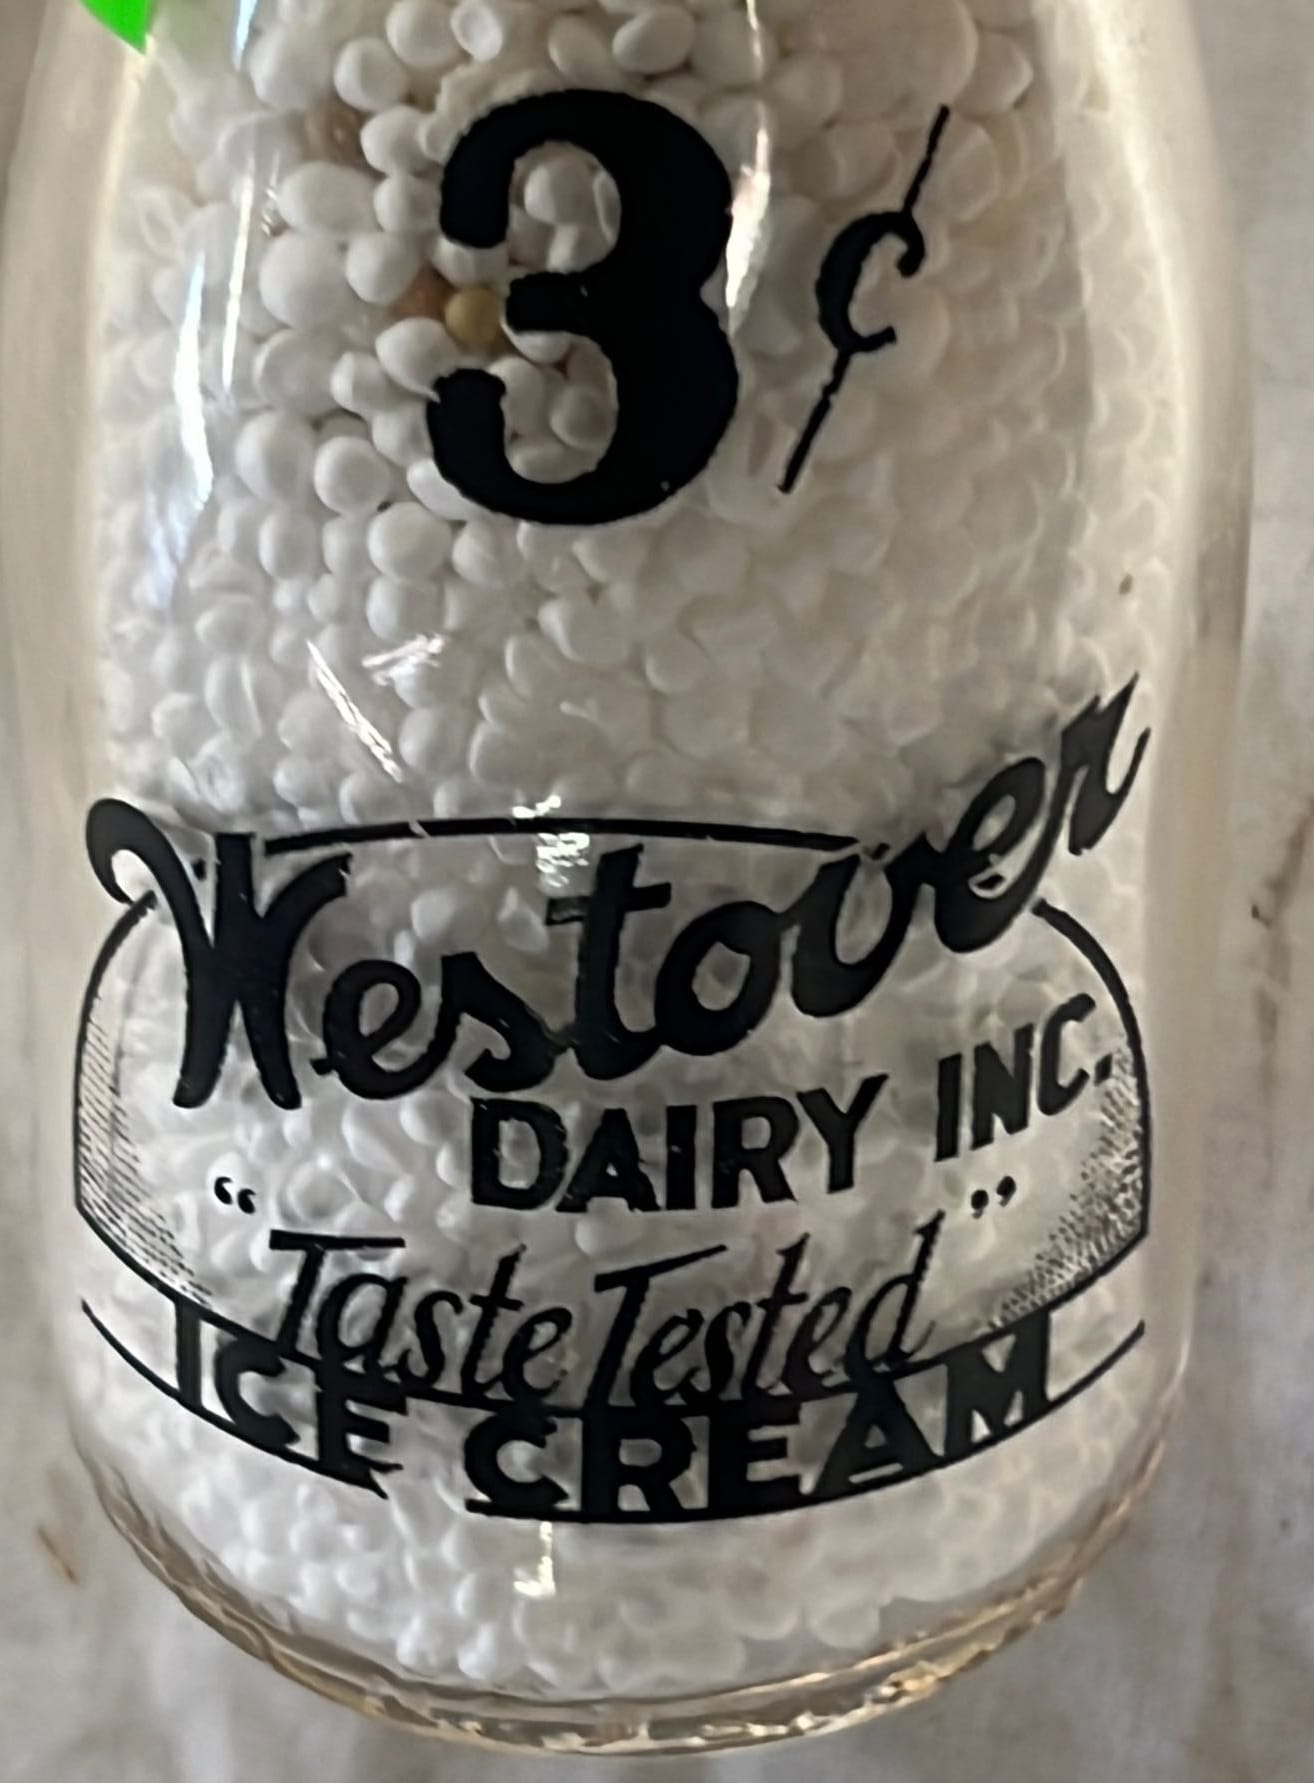 3¢
Westover
DAIRY INC.
"Taste Tested"
ICE CREAM